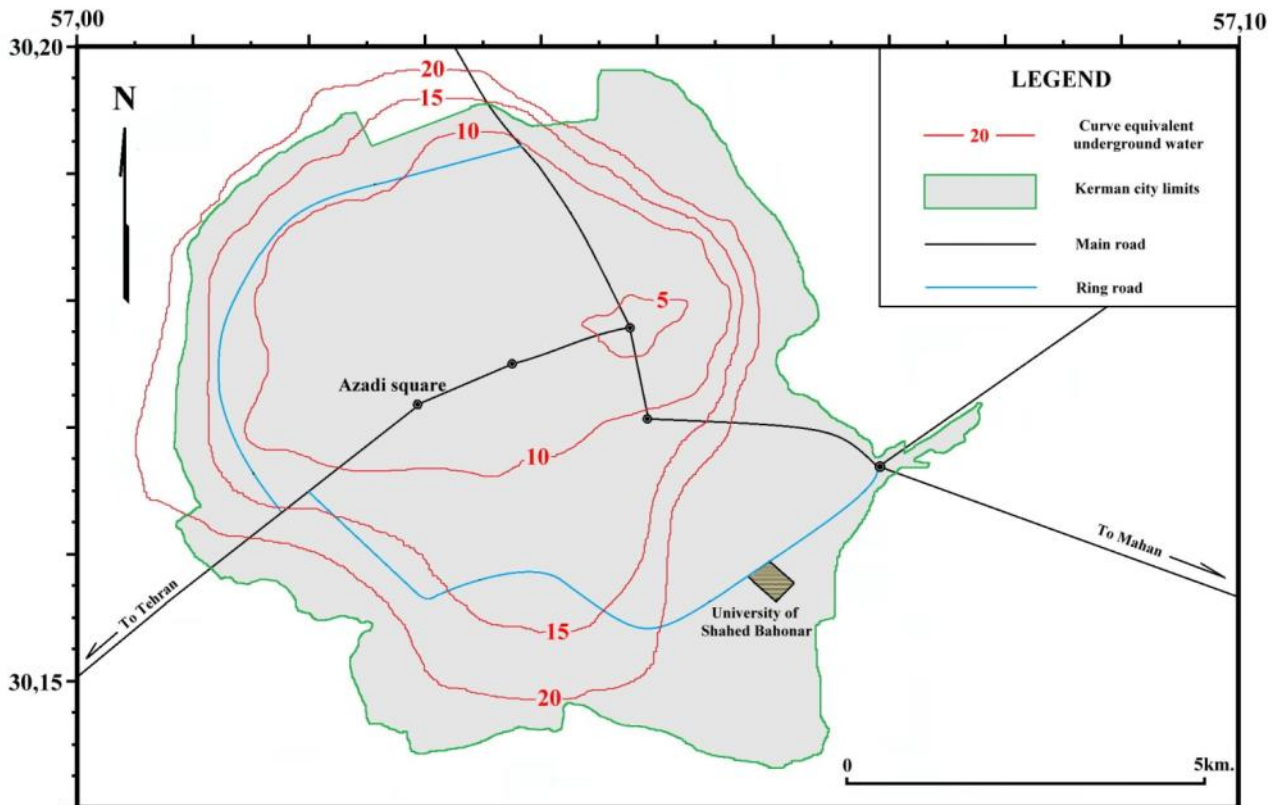 57,00
57,10
30,20
N
20
15
10
5
Azadi square
10
15
20
University of
Shahed Bahonar
To Tehran
To Mahan
30,15
0
5km.
LEGEND
20
Curve equivalent
underground water
Kerman city limits
Main road
Ring road